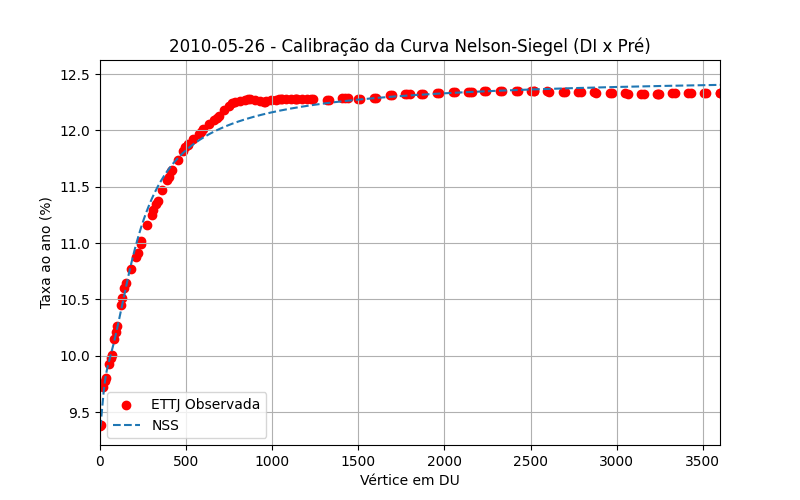 2010-05-26 - Calibração da Curva Nelson-Siegel (DI x Pré)
Taxa ao ano (%)
12.5
12.0
11.5
11.0
10.5
10.0
9.5
ETTJ Observada
NSS
0 500 1000 1500 2000 2500 3000 3500
Vértice em DU